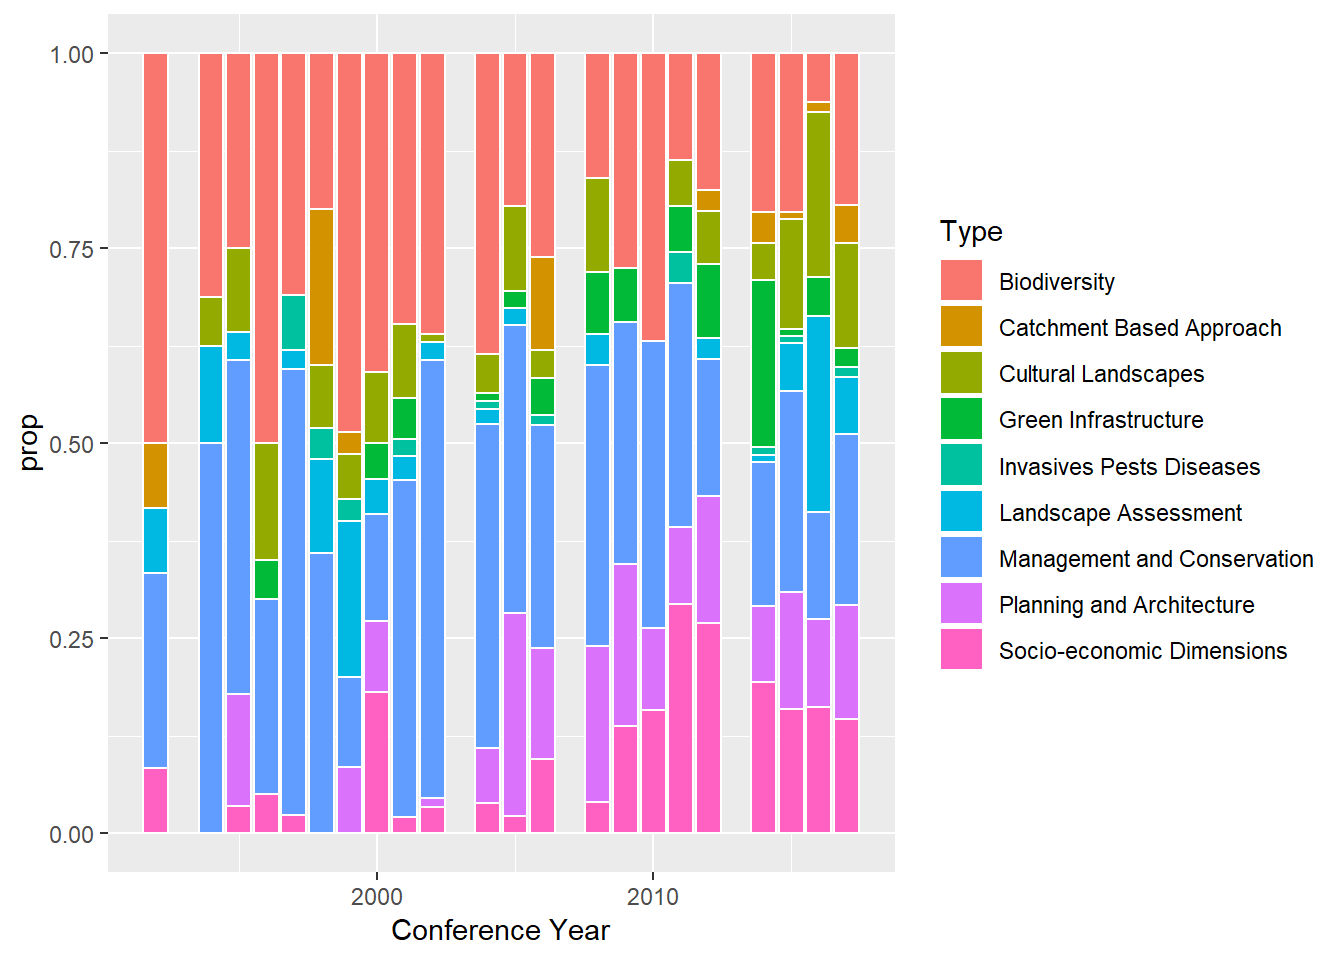 1.00
0.75
0.50
0.25
0.00
prop
2000
2010
Conference Year
Type
Biodiversity
Catchment Based Approach
Cultural Landscapes
Green Infrastructure
Invasives Pests Diseases
Landscape Assessment
Management and Conservation
Planning and Architecture
Socio-economic Dimensions